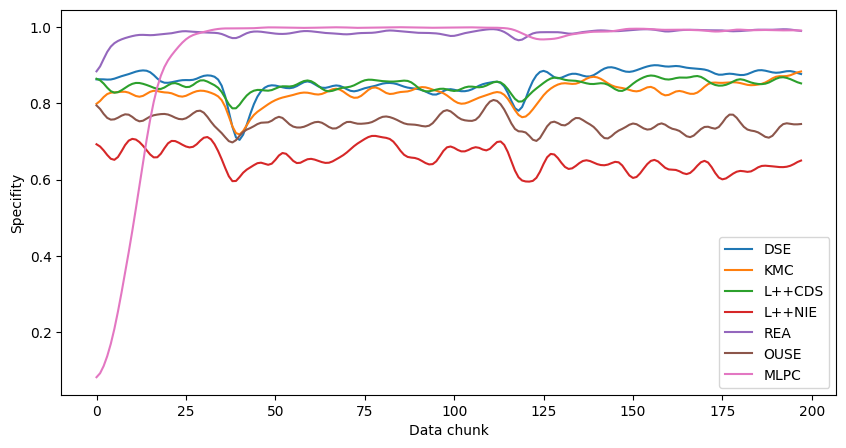 1.0
0.8
0.6
0.4
0.2
Specifity
0 25 50 75 100 125 150 175 200
Data chunk
DSE
KMC
L++CDS
L++NIE
REA
OUSE
MLPC